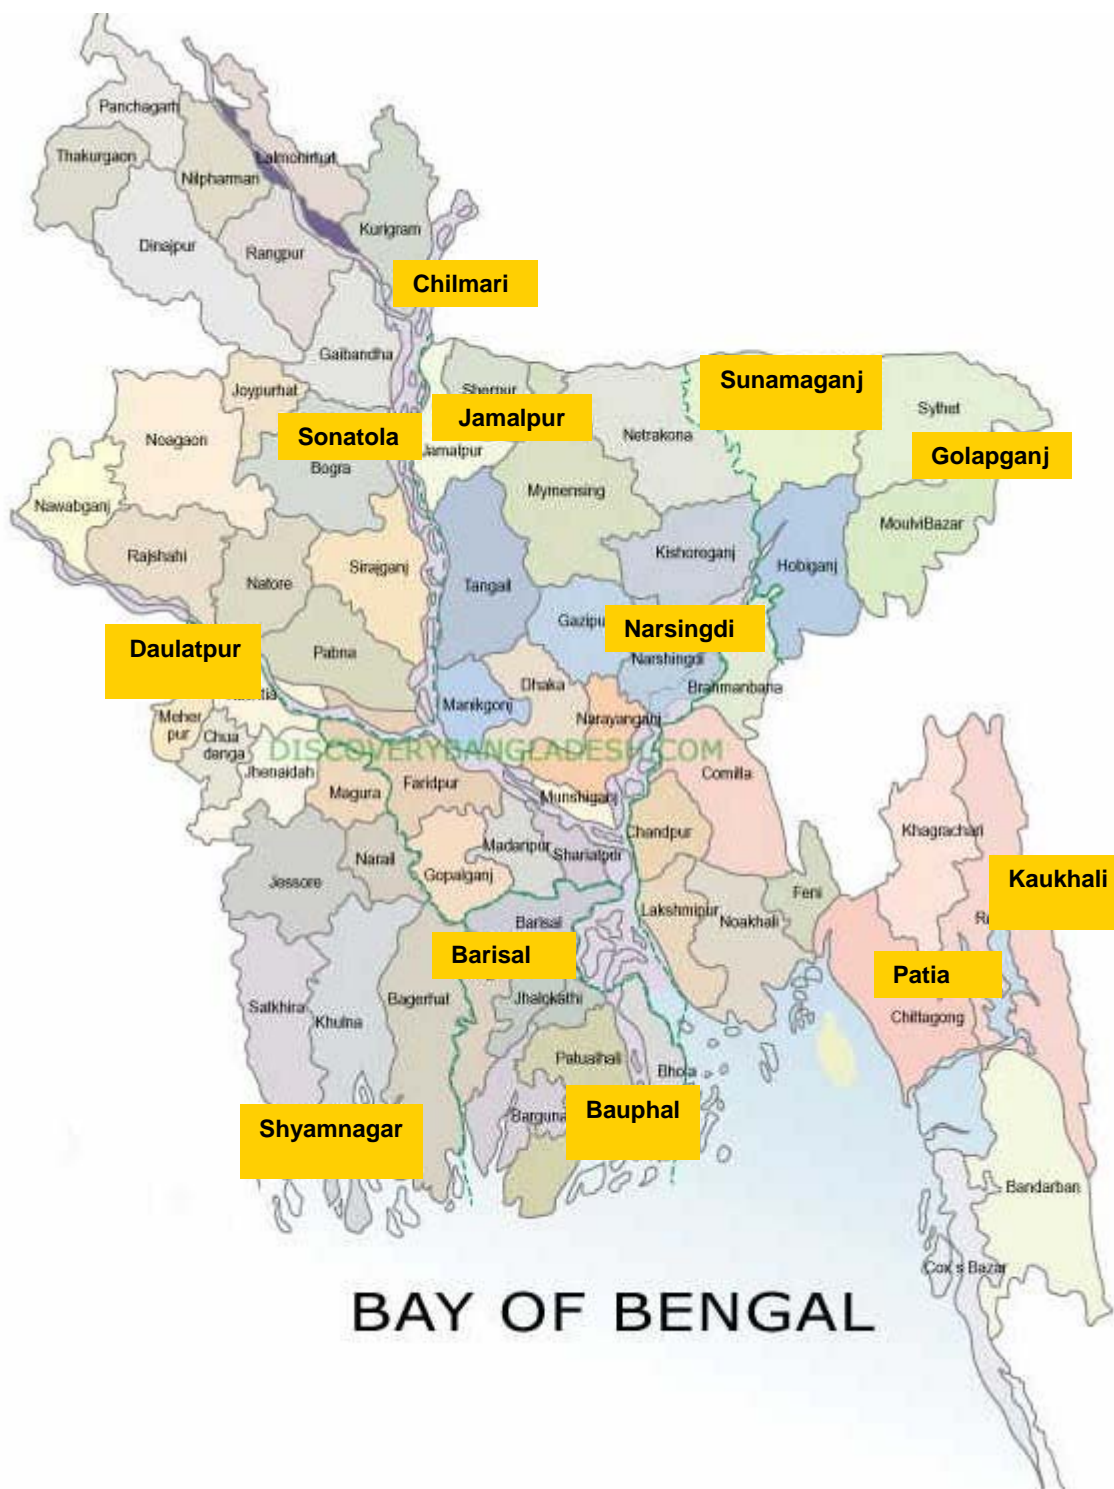 Panchagarh
Thakurgaon
Lalmonirhat
Nilphamari
Kurigram
Dinajpur
Rangpur
Chilmari
Gaibandha
Sunamaganj
Joypurhat
Sherpur
Sylhet
Jamalpur
Sonatola
Noagaon
Netrakona
Jamalpur
Golapganj
Bogra
Mymensing
Nawabganj
MoulviBazar
Rajshahi
Kishoreganj
Sirajganj
Hobiganj
Natore
Tangail
Gazipu
Narsingdi
Daulatpur
Pabna
Narshingdi
Dhaka
Brahmanbaria
Manikgonj
Meher
pur
Narayanganj
Chua
danga
DISCOVERYBANGLADESH.COM
Jhenaidah
Comilla
Faridpur
Magura
Munshiganj
Khagrachari
Chandpur
Madaripur
Shariatpur
Narail
Gopalganj
Jessore
Kaukhali
Feni
Lakshmipur
Noakhali
Barisal
Barisal
Patia
Jhalokathi
Bagerhat
Satkhira
Khulna
Chittagong
Patuaihali
Bhola
Bauphal
Barguna
Shyamnagar
Bandarban
Cox's Bazar
BAY OF BENGAL